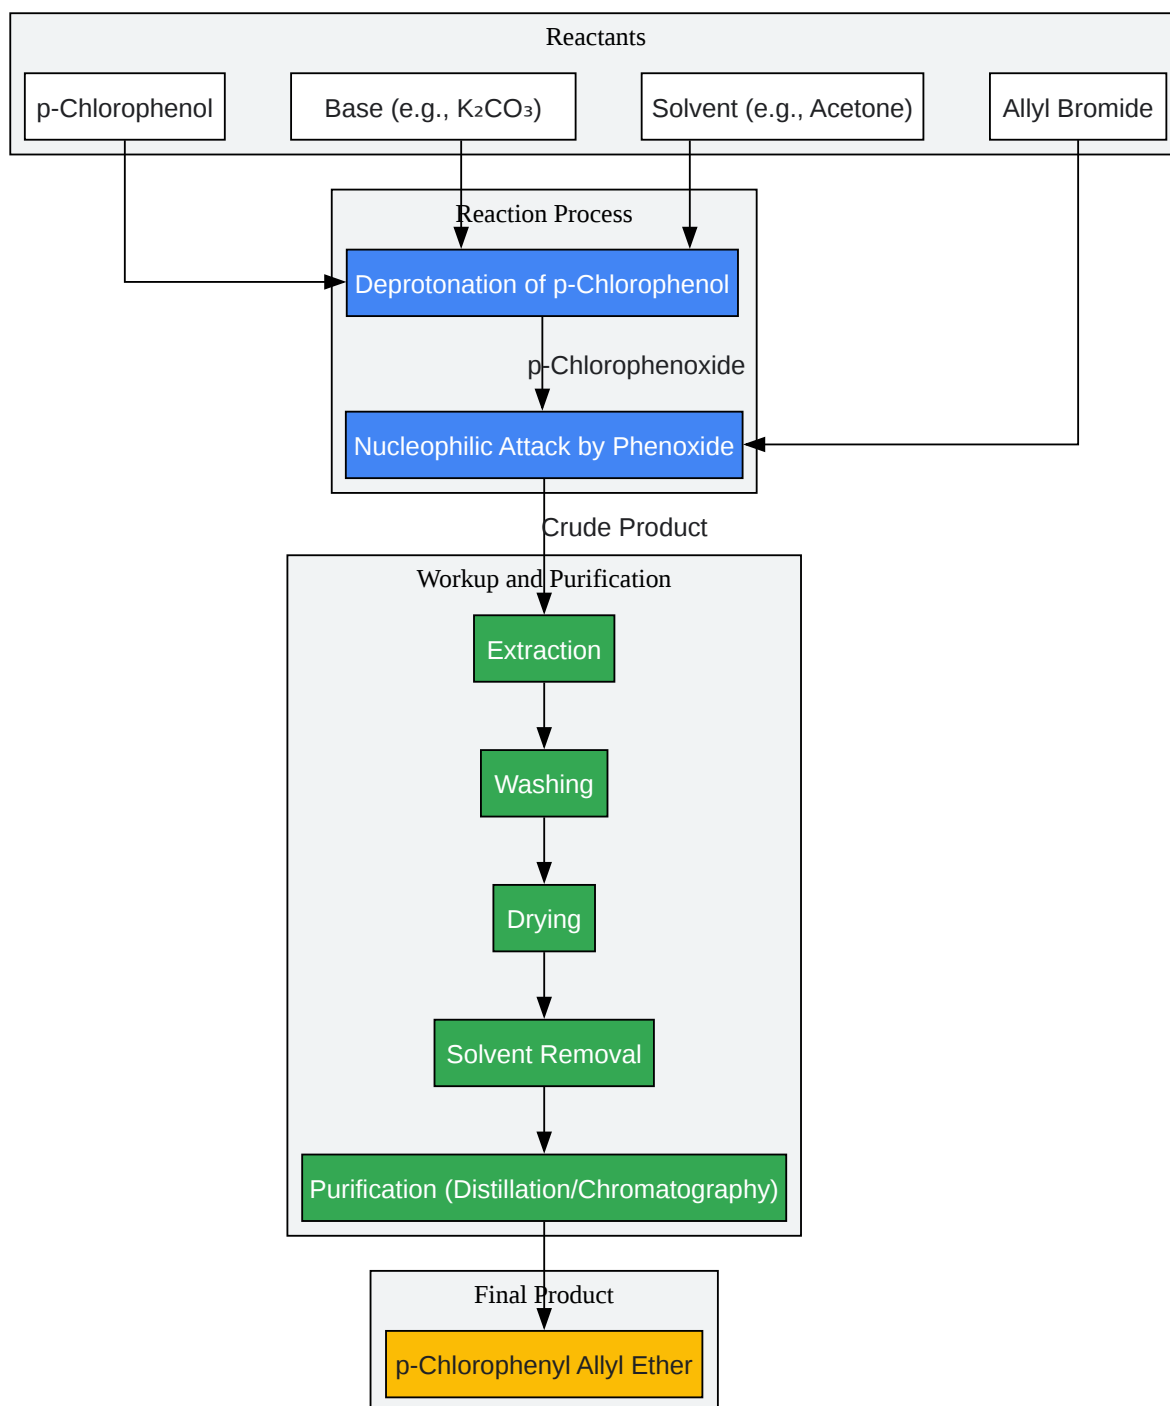 Reactants
p-Chlorophenol
Base (e.g., K₂CO₃)
Solvent (e.g., Acetone)
Allyl Bromide
Reaction Process
Deprotonation of p-Chlorophenol
p-Chlorophenoxide
Nucleophilic Attack by Phenoxide
Crude Product
Workup and Purification
Extraction
Washing
Drying
Solvent Removal
Purification (Distillation/Chromatography)
Final Product
p-Chlorophenyl Allyl Ether